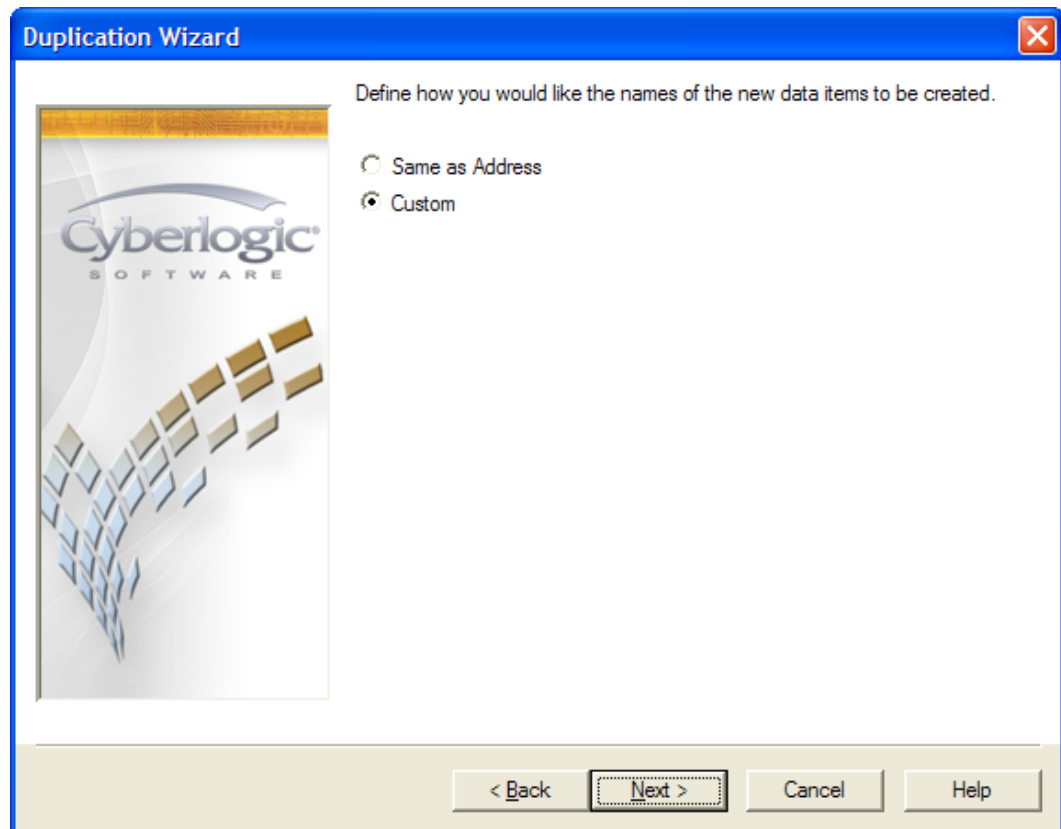 Duplication Wizard
Define how you would like the names of the new data items to be created.
Same as Address
Custom
Cyberlogic®
SOFTWARE
< Back
Next >
Cancel
Help